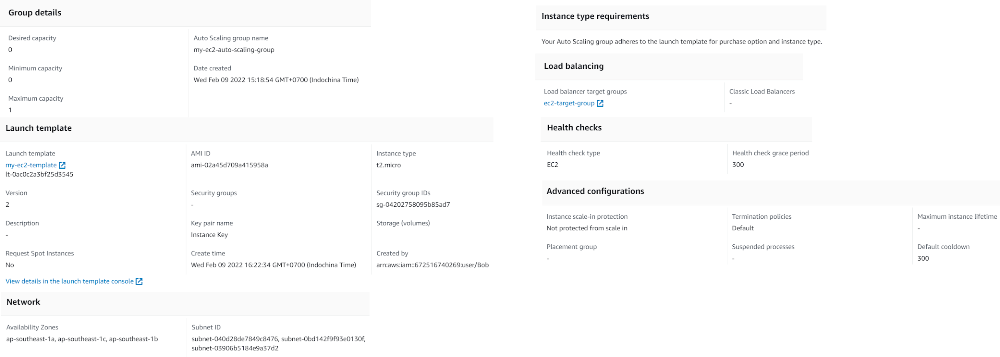 Group details
Desired capacity
0
Minimum capacity
0
Maximum capacity
1
Auto Scaling group name
my-ec2-auto-scaling-group
Date created
Wed Feb 09 2022 15:18:54 GMT+0700 (Indochina Time)
Launch template
Launch template
my-ec2-template
lt-0ac0c2a3bf25d3545
Version
2
Description
-
Request Spot Instances
No
AMI ID
ami-02a45d709a415958a
Security groups
-
Key pair name
Instance Key
Create time
Wed Feb 09 2022 16:22:34 GMT+0700 (Indochina Time)
Instance type
t2.micro
Security group IDs
sg-04202758095b85ad7
Storage (volumes)
Created by
arn:aws:iam::672516740269:user/Bob
View details in the launch template console
Network
Availability Zones
ap-southeast-1a, ap-southeast-1c, ap-southeast-1b
Subnet ID
subnet-040d28de7849c8476, subnet-0bd142f9f93e0130f,
subnet-03906b5184e9a37d2
Instance type requirements
Your Auto Scaling group adheres to the launch template for purchase option and instance type.
Load balancing
Load balancer target groups
ec2-target-group
Classic Load Balancers
-
Health checks
Health check type
EC2
Health check grace period
300
Advanced configurations
Instance scale-in protection
Not protected from scale in
Placement group
-
Termination policies
Default
Suspended processes
-
Maximum instance lifetime
-
Default cooldown
300